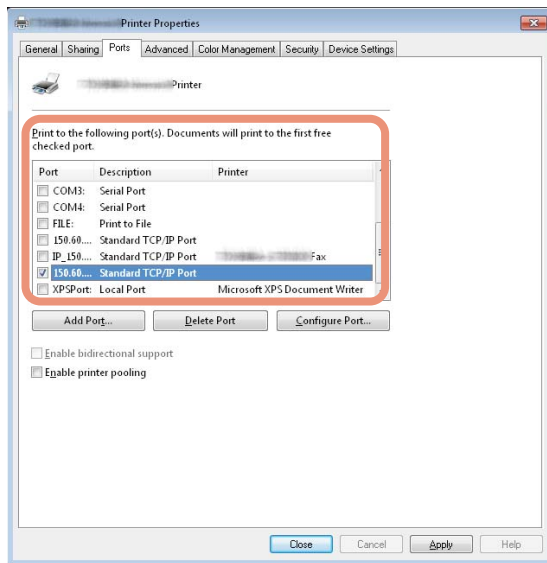 Printer Properties
General Sharing Ports Advanced Color Management Security Device Settings
Printer
Print to the following port(s). Documents will print to the first free
checked port.
Port Description Printer
COM3: Serial Port
COM4: Serial Port
FILE: Print to File
150.60.... Standard TCP/IP Port
IP_150.... Standard TCP/IP Port Fax
150.60.... Standard TCP/IP Port
XPSPort: Local Port Microsoft XPS Document Writer
Add Port... Delete Port Configure Port...
Enable bidirectional support
Enable printer pooling
Close Cancel Apply Help